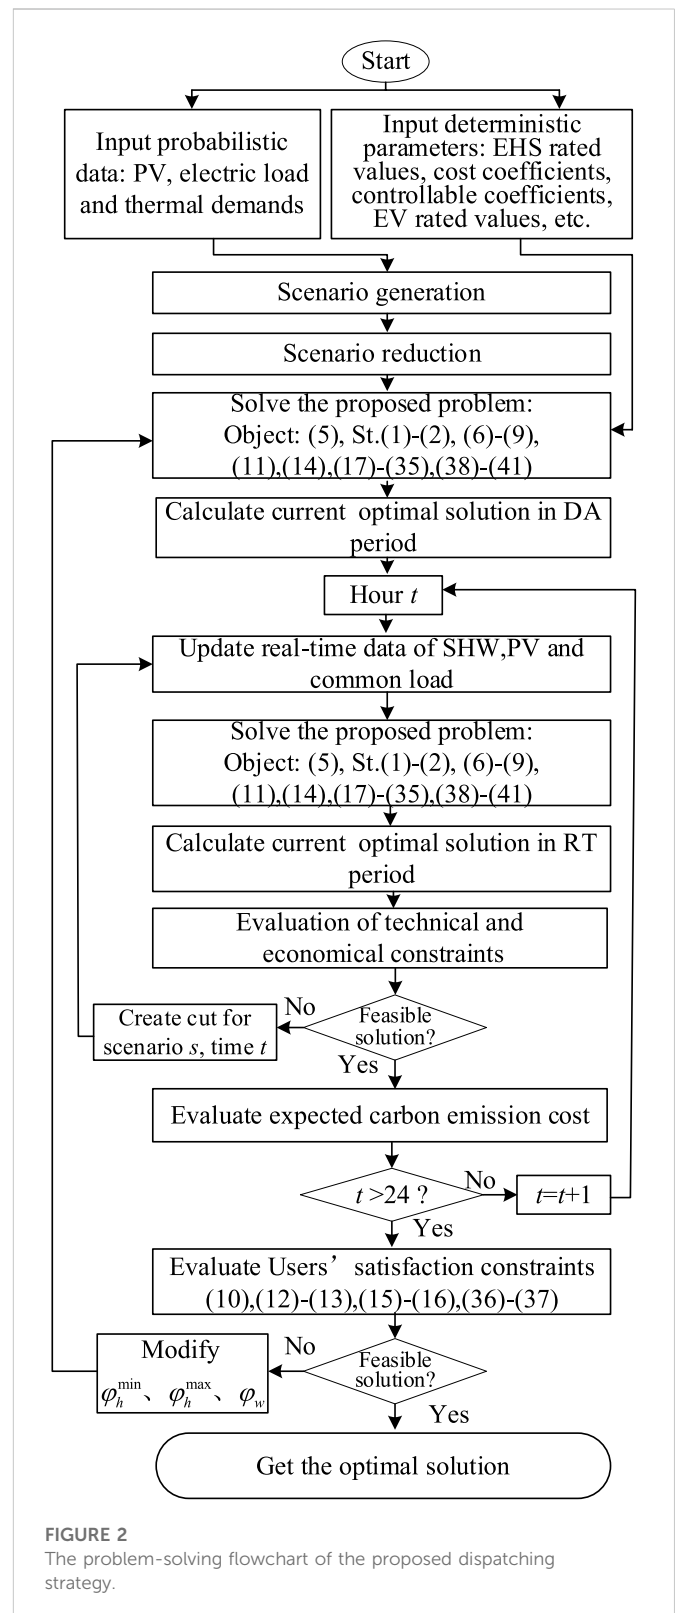 Start
Input probabilistic
data: PV, electric load
and thermal demands
Input deterministic
parameters: EHS rated
values, cost coefficients,
controllable coefficients,
EV rated values, etc.
Scenario generation
Scenario reduction
Solve the proposed problem:
Object: (5), St.(1)-(2), (6)-(9),
(11),(14),(17)-(35),(38)-(41)
Calculate current optimal solution in DA
period
Hour t
Update real-time data of SHW,PV and
common load
Solve the proposed problem:
Object: (5), St.(1)-(2), (6)-(9),
(11),(14),(17)-(35),(38)-(41)
Calculate current optimal solution in RT
period
Evaluation of technical and
economical constraints
Feasible
solution?
No
Create cut for
scenario s, time t
Yes
Evaluate expected carbon emission cost
t >24 ?
No
t=t+1
Yes
Evaluate Users’ satisfaction constraints
(10),(12)-(13),(15)-(16),(36)-(37)
Feasible
solution?
No
Modify
φ_h^min、φ_h^max、φ_w
Yes
Get the optimal solution
FIGURE 2
The problem-solving flowchart of the proposed dispatching
strategy.